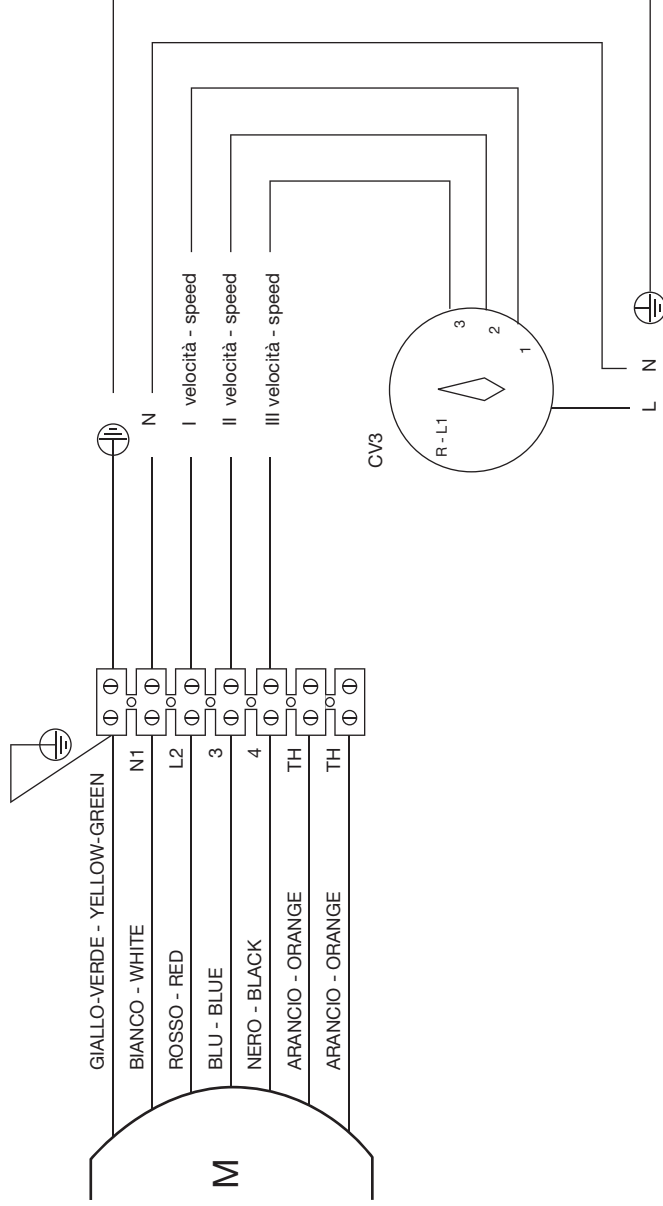 GIALLO-VERDE - YELLOW-GREEN
BIANCO - WHITE
N1
ROSSO - RED
L2
BLU - BLUE
3
NERO - BLACK
4
ARANCIO - ORANGE
TH
ARANCIO - ORANGE
TH
M
N
I velocità - speed
II velocità - speed
III velocità - speed
CV3
R - L1
3
2
1
L
N